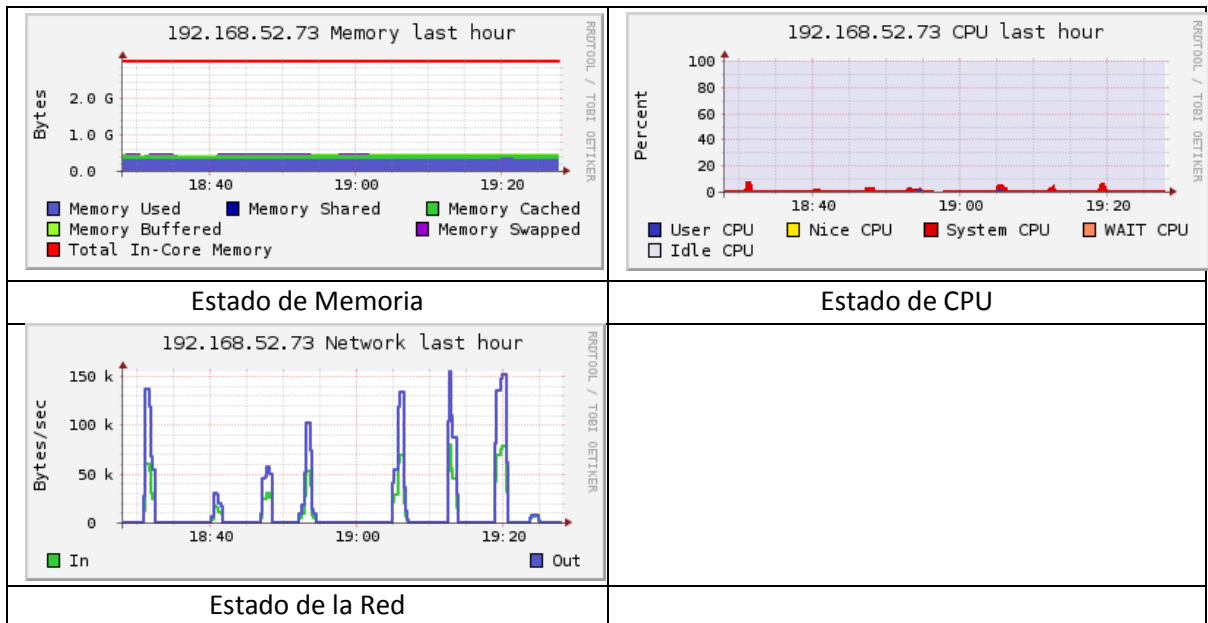 192.168.52.73 Memory last hour
RRDTOOL / TOBI OETIKER
Bytes
2.0 G
1.0 G
0.0
18:40 19:00 19:20
Memory Used Memory Shared Memory Cached
Memory Buffered Memory Swapped
Total In-Core Memory
192.168.52.73 CPU last hour
RRDTOOL / TOBI OETIKER
Percent
100
80
60
40
20
0
18:40 19:00 19:20
User CPU Nice CPU System CPU WAIT CPU
Idle CPU
Estado de Memoria
Estado de CPU
192.168.52.73 Network last hour
RRDTOOL / TOBI OETIKER
Bytes/sec
150 k
100 k
50 k
0
18:40 19:00 19:20
In Out
Estado de la Red